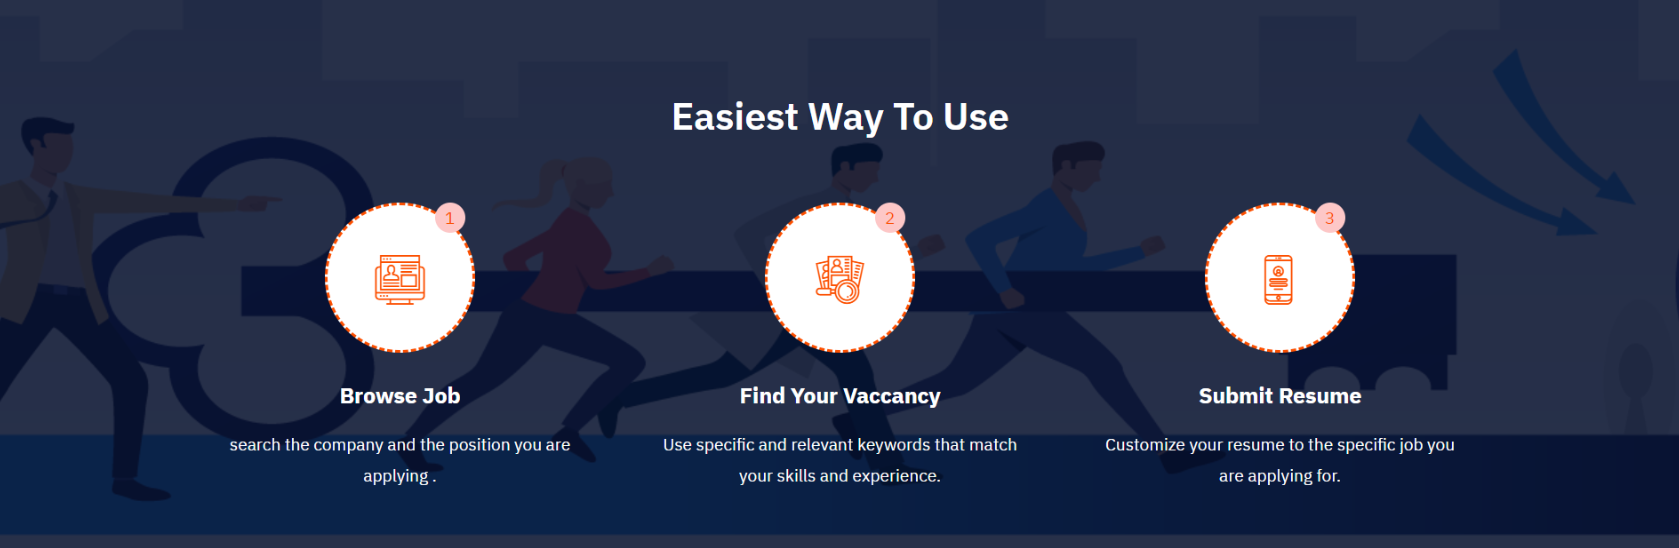 Easiest Way To Use
1
2
3
Browse Job
Find Your Vaccancy
Submit Resume
search the company and the position you are
applying .
Use specific and relevant keywords that match
your skills and experience.
Customize your resume to the specific job you
are applying for.